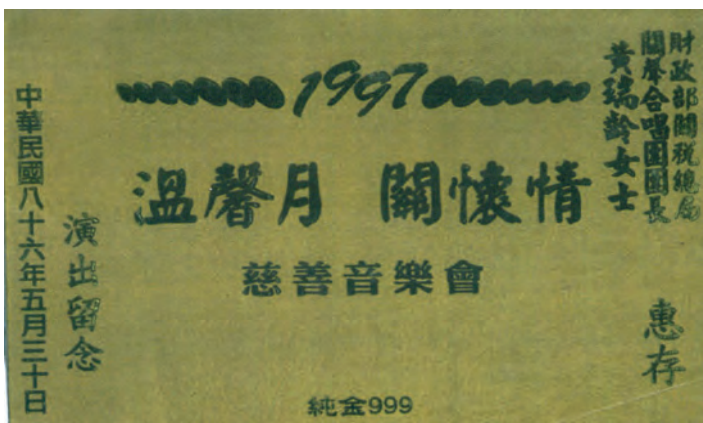 財政部關稅總局
關聲合唱團團長
黃瑞齡女士
惠存
1997
溫馨月 關懷情
慈善音樂會
純金999
演出留念
中華民國八十六年五月三十日